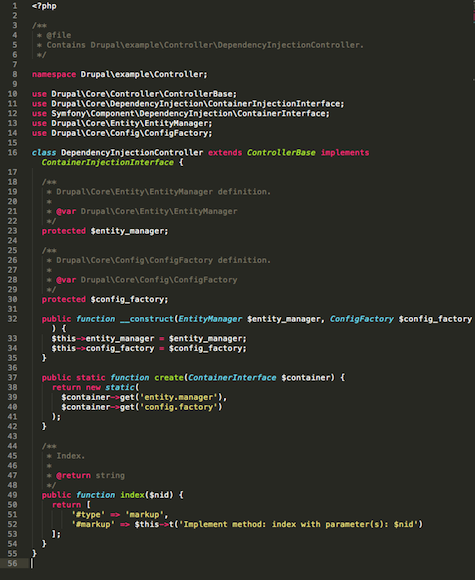 1 <?php
2
3 /**
4  * @file
5  * Contains Drupal\example\Controller\DependencyInjectionController.
6  */
7
8 namespace Drupal\example\Controller;
9
10 use Drupal\Core\Controller\ControllerBase;
11 use Drupal\Core\DependencyInjection\ContainerInjectionInterface;
12 use Symfony\Component\DependencyInjection\ContainerInterface;
13 use Drupal\Core\Entity\EntityManager;
14 use Drupal\Core\Config\ConfigFactory;
15
16 class DependencyInjectionController extends ControllerBase implements
ContainerInjectionInterface {
17
18   /**
19    * Drupal\Core\Entity\EntityManager definition.
20    *
21    * @var Drupal\Core\Entity\EntityManager
22    */
23   protected $entity_manager;
24
25   /**
26    * Drupal\Core\Config\ConfigFactory definition.
27    *
28    * @var Drupal\Core\Config\ConfigFactory
29    */
30   protected $config_factory;
31
32   public function __construct(EntityManager $entity_manager, ConfigFactory $config_factory
) {
33     $this->entity_manager = $entity_manager;
34     $this->config_factory = $config_factory;
35   }
36
37   public static function create(ContainerInterface $container) {
38     return new static(
39       $container->get('entity.manager'),
40       $container->get('config.factory')
41     );
42   }
43
44   /**
45    * Index.
46    *
47    * @return string
48    */
49   public function index($nid) {
50     return [
51         '#type' => 'markup',
52         '#markup' => $this->t('Implement method: index with parameter(s): $nid')
53     ];
54   }
55 }
56